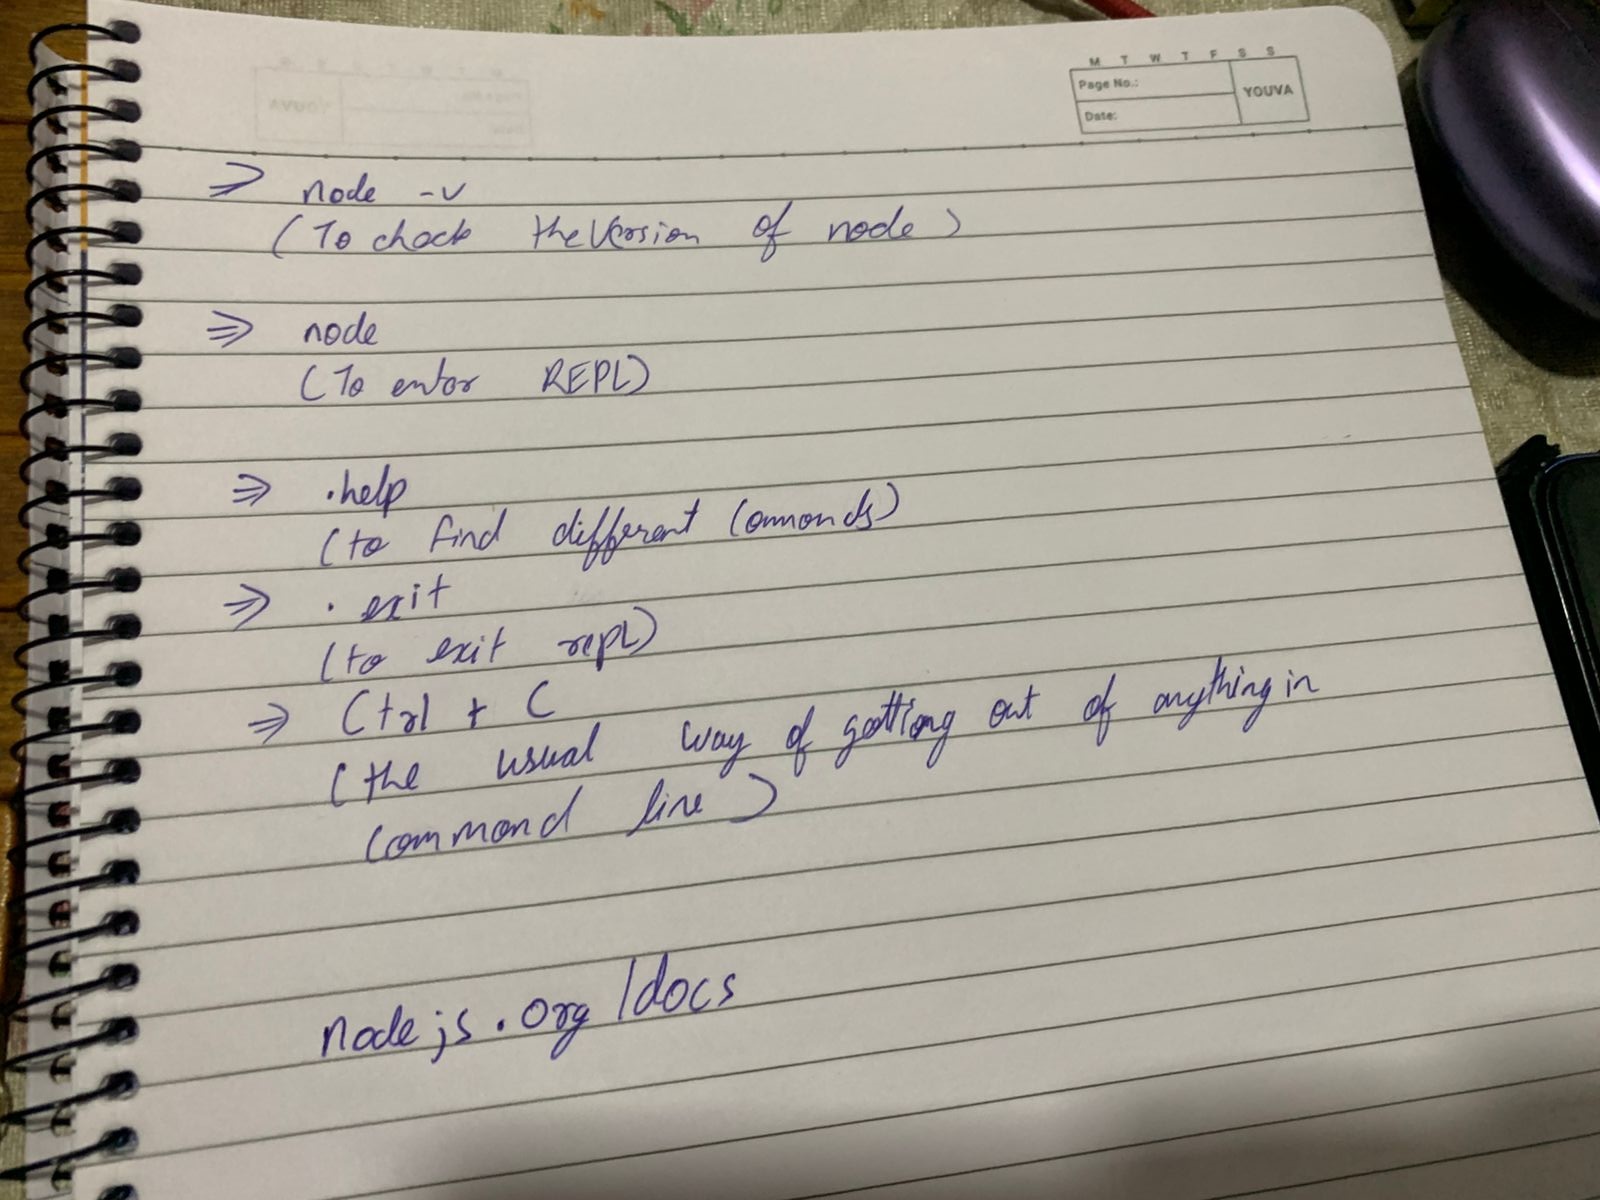 M T W T F S S
Page No.:
YOUVA
Date:
⇒ node -v
(To check the Version of node)
⇒ node
(To enter REPL)
⇒ .help
(to find different Commands)
⇒ . exit
(to exit repl)
⇒ Ctrl + C
(the usual way of getting out of anything in
command line)
nodejs.org/docs